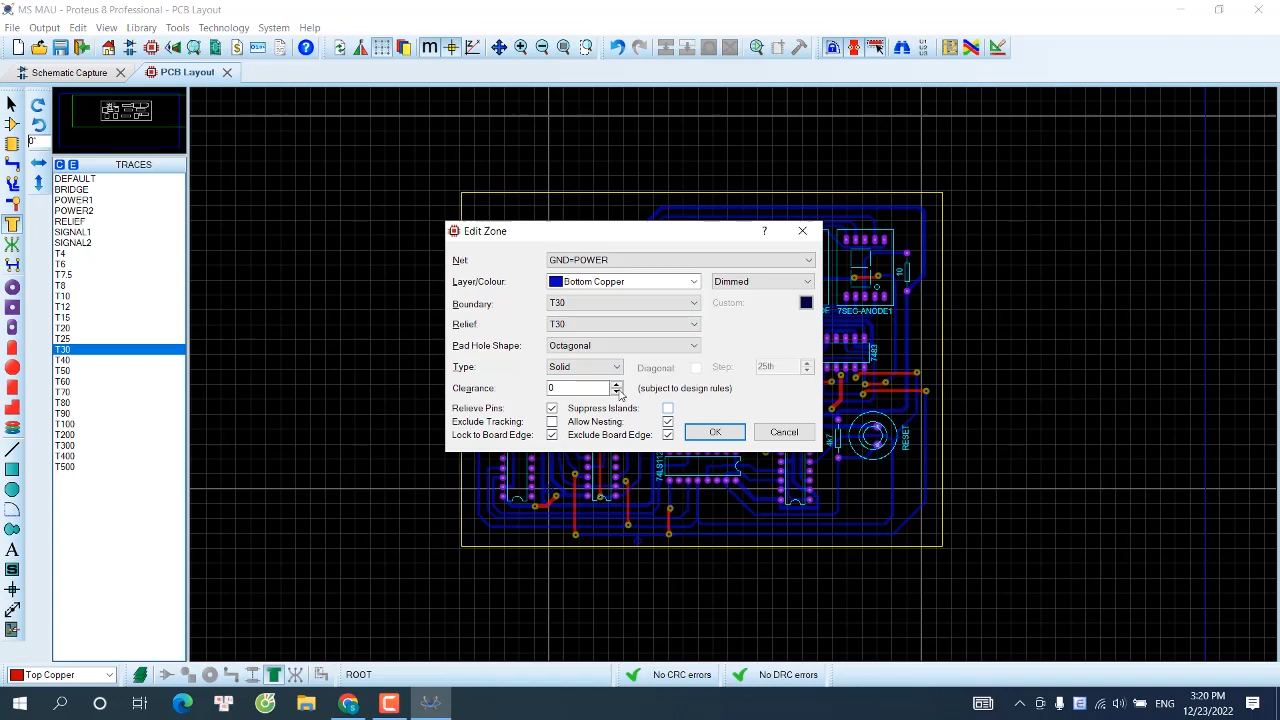 MS MAU - Proteus 8 Professional - PCB Layout
File Output Edit View Library Tools Technology System Help
Schematic Capture PCB Layout
0°
C E TRACES
DEFAULT
BRIDGE
POWER1
POWER2
RELIEF
SIGNAL1
SIGNAL2
T4
T6
T7.5
T8
T10
T12
T15
T20
T25
T30
T40
T50
T60
T70
T80
T90
T100
T200
T300
T400
T500
Edit Zone ?
Net: GND=POWER
Layer/Colour: Bottom Copper Dimmed
Boundary: T30 Custom:
Relief: T30
Pad Hole Shape: Octagonal
Type: Solid Diagonal: Step: 25th
Clearance: 0 (subject to design rules)
Relieve Pins: Suppress Islands:
Exclude Tracking: Allow Nesting:
Lock to Board Edge: Exclude Board Edge: OK Cancel
10
7SEG-ANODE1
7483
4k7
RESET
74LS112
Top Copper ROOT No CRC errors No DRC errors
ENG 3:20 PM
12/23/2022